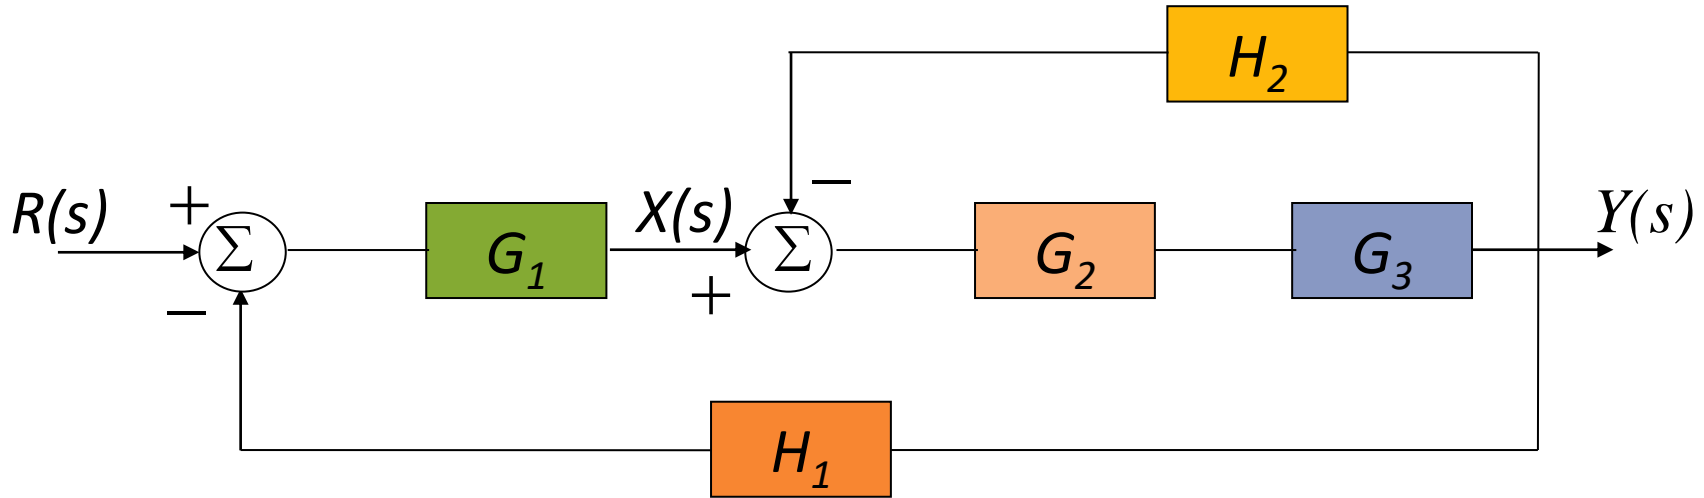 H₂
−
R(s) + Σ G₁ X(s) Σ G₂ G₃ Y(s)
− +
H₁